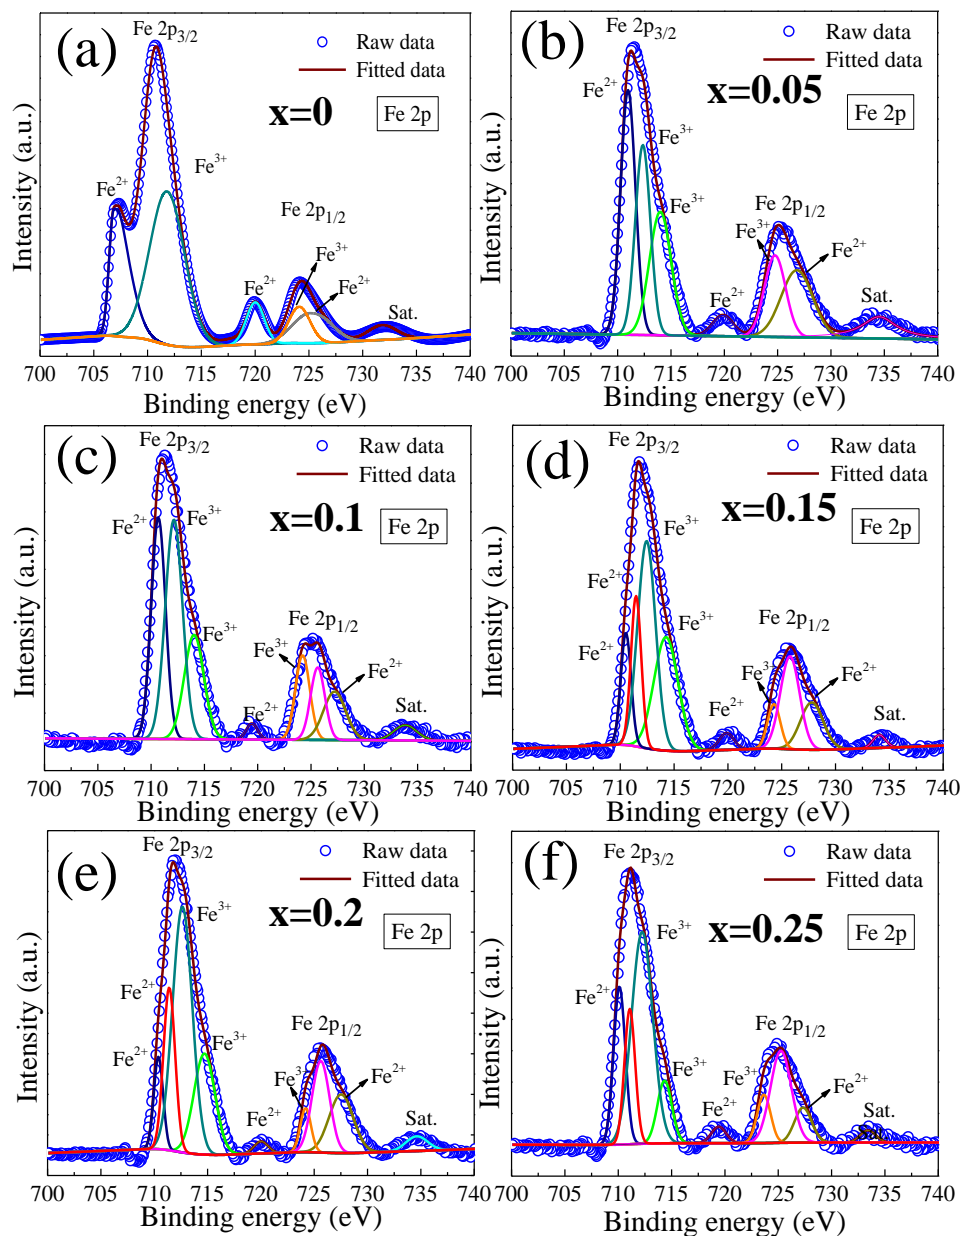 (a)
Fe 2p3/2
Raw data
Fitted data
x=0
Fe 2p
Fe2+
Fe3+
Fe 2p1/2
Fe3+
Fe2+
Fe2+
Sat.
Intensity (a.u.)
700 705 710 715 720 725 730 735 740
Binding energy (eV)
(b)
Fe 2p3/2
Raw data
Fitted data
x=0.05
Fe 2p
Fe2+
Fe3+
Fe3+
Fe 2p1/2
Fe3+
Fe2+
Fe2+
Sat.
Intensity (a.u.)
700 705 710 715 720 725 730 735 740
Binding energy (eV)
(c)
Fe 2p3/2
Raw data
Fitted data
x=0.1
Fe 2p
Fe2+
Fe3+
Fe3+
Fe 2p1/2
Fe3+
Fe2+
Fe2+
Sat.
Intensity (a.u.)
700 705 710 715 720 725 730 735 740
Binding energy (eV)
(d)
Fe 2p3/2
Raw data
Fitted data
x=0.15
Fe 2p
Fe3+
Fe2+
Fe2+
Fe3+
Fe 2p1/2
Fe3+
Fe2+
Fe2+
Sat.
Intensity (a.u.)
700 705 710 715 720 725 730 735 740
Binding energy (eV)
(e)
Fe 2p3/2
Raw data
Fitted data
x=0.2
Fe 2p
Fe3+
Fe2+
Fe2+
Fe3+
Fe 2p1/2
Fe3+
Fe2+
Fe2+
Sat.
Intensity (a.u.)
700 705 710 715 720 725 730 735 740
Binding energy (eV)
(f)
Fe 2p3/2
Raw data
Fitted data
x=0.25
Fe 2p
Fe3+
Fe2+
Fe3+
Fe 2p1/2
Fe3+
Fe2+
Fe2+
Sat.
Sat.
Intensity (a.u.)
700 705 710 715 720 725 730 735 740
Binding energy (eV)